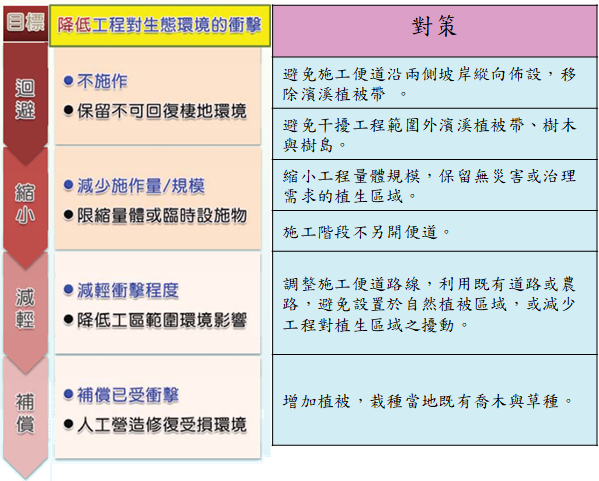 目標
降低工程對生態環境的衝擊
對策
迴避
• 不施作
• 保留不可回復棲地環境
避免施工便道沿兩側坡岸縱向佈設，移
除濱溪植被帶 。
避免干擾工程範圍外濱溪植被帶、樹木
與樹島。
縮小
• 減少施作量/規模
• 限縮量體或臨時設施物
縮小工程量體規模，保留無災害或治理
需求的植生區域。
施工階段不另開便道。
減輕
• 減輕衝擊程度
• 降低工區範圍環境影響
調整施工便道路線，利用既有道路或農
路，避免設置於自然植被區域，或減少
工程對植生區域之擾動。
補償
• 補償已受衝擊
• 人工營造修復受損環境
增加植被，栽種當地既有喬木與草種。